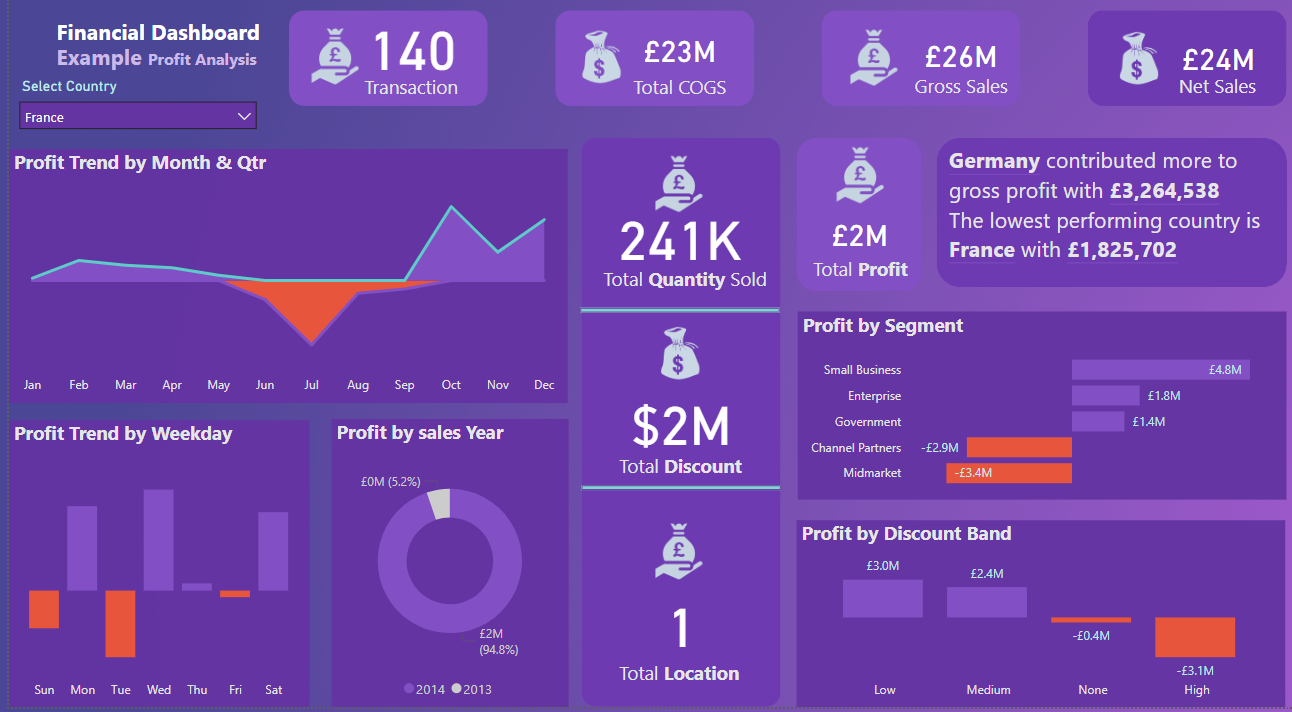 Financial Dashboard
Example Profit Analysis
Select Country
France
140
Transaction
£23M
Total COGS
£26M
Gross Sales
£24M
Net Sales
Profit Trend by Month & Qtr
Jan Feb Mar Apr May Jun Jul Aug Sep Oct Nov Dec
£
241K
Total Quantity Sold
$
$2M
Total Discount
£
1
Total Location
£
£2M
Total Profit
Germany contributed more to
gross profit with £3,264,538
The lowest performing country is
France with £1,825,702
Profit by Segment
Small Business £4.8M
Enterprise £1.8M
Government £1.4M
Channel Partners -£2.9M
Midmarket -£3.4M
Profit Trend by Weekday
Sun Mon Tue Wed Thu Fri Sat
Profit by sales Year
£0M (5.2%)
£2M
(94.8%)
2014 2013
Profit by Discount Band
£3.0M
£2.4M
-£0.4M
-£3.1M
Low Medium None High